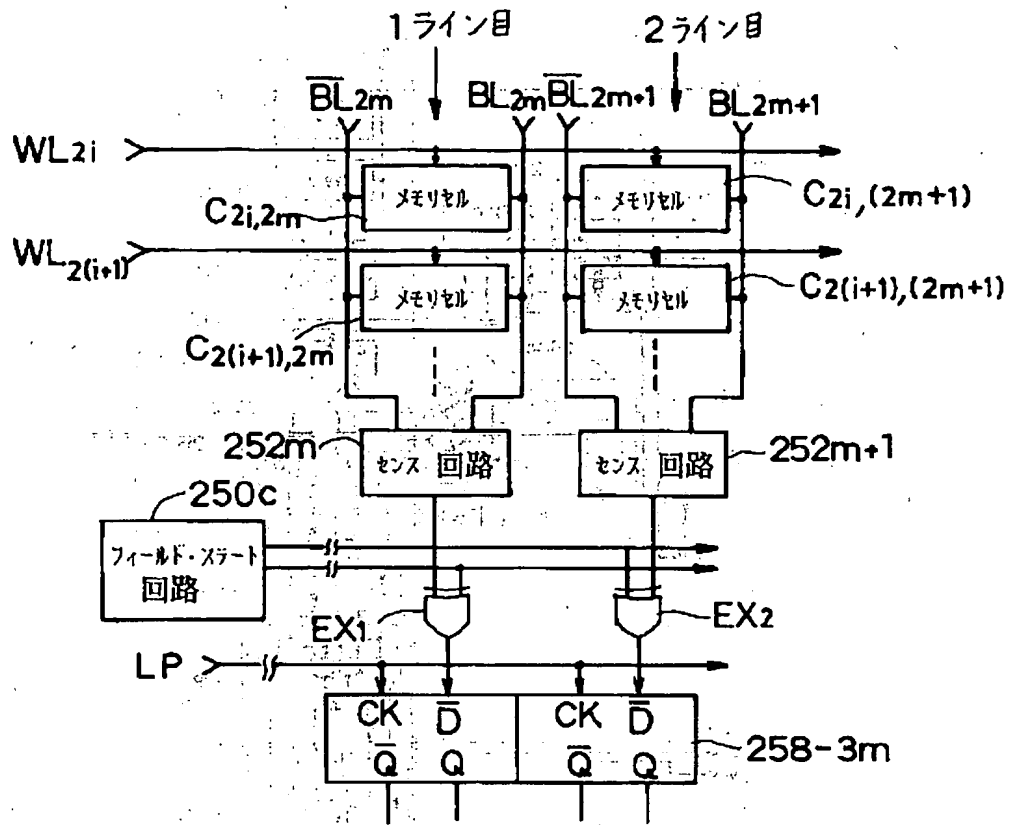 1ライン目 2ライン目
B̅L̅2m BL2m B̅L̅2m+1 BL2m+1
WL2i
メモリセル メモリセル
C2i,2m C2i,(2m+1)
WL2(i+1)
メモリセル メモリセル
C2(i+1),2m C2(i+1),(2m+1)
252m センス 回路 センス 回路 252m+1
250c
フィールド・ステート
回路
EX1 EX2
LP
CK D̅ CK D̅
Q̅ Q Q̅ Q
258-3m